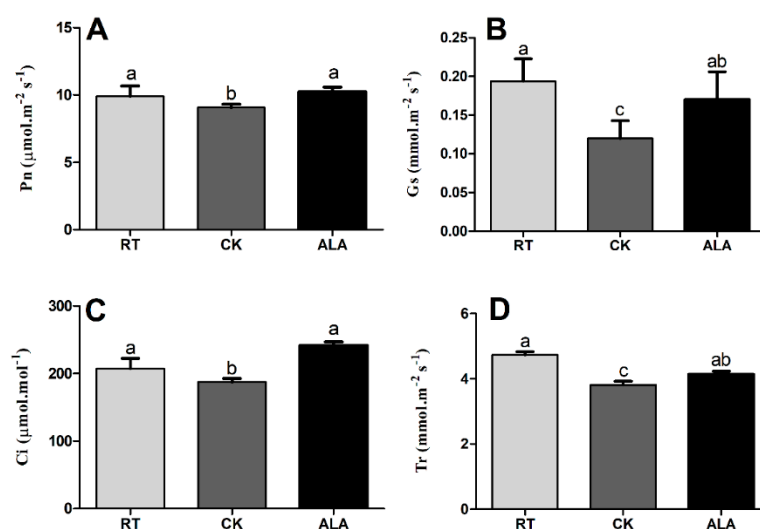 A
Pn (μmol.m⁻² s⁻¹)
15
10
5
0
a
b
a
RT
CK
ALA
B
Gs (mmol.m⁻² s⁻¹)
0.25
0.20
0.15
0.10
0.05
0.00
a
c
ab
RT
CK
ALA
C
Ci (μmol.mol⁻¹)
300
200
100
0
a
b
a
RT
CK
ALA
D
Tr (mmol.m⁻² s⁻¹)
6
4
2
0
a
c
ab
RT
CK
ALA